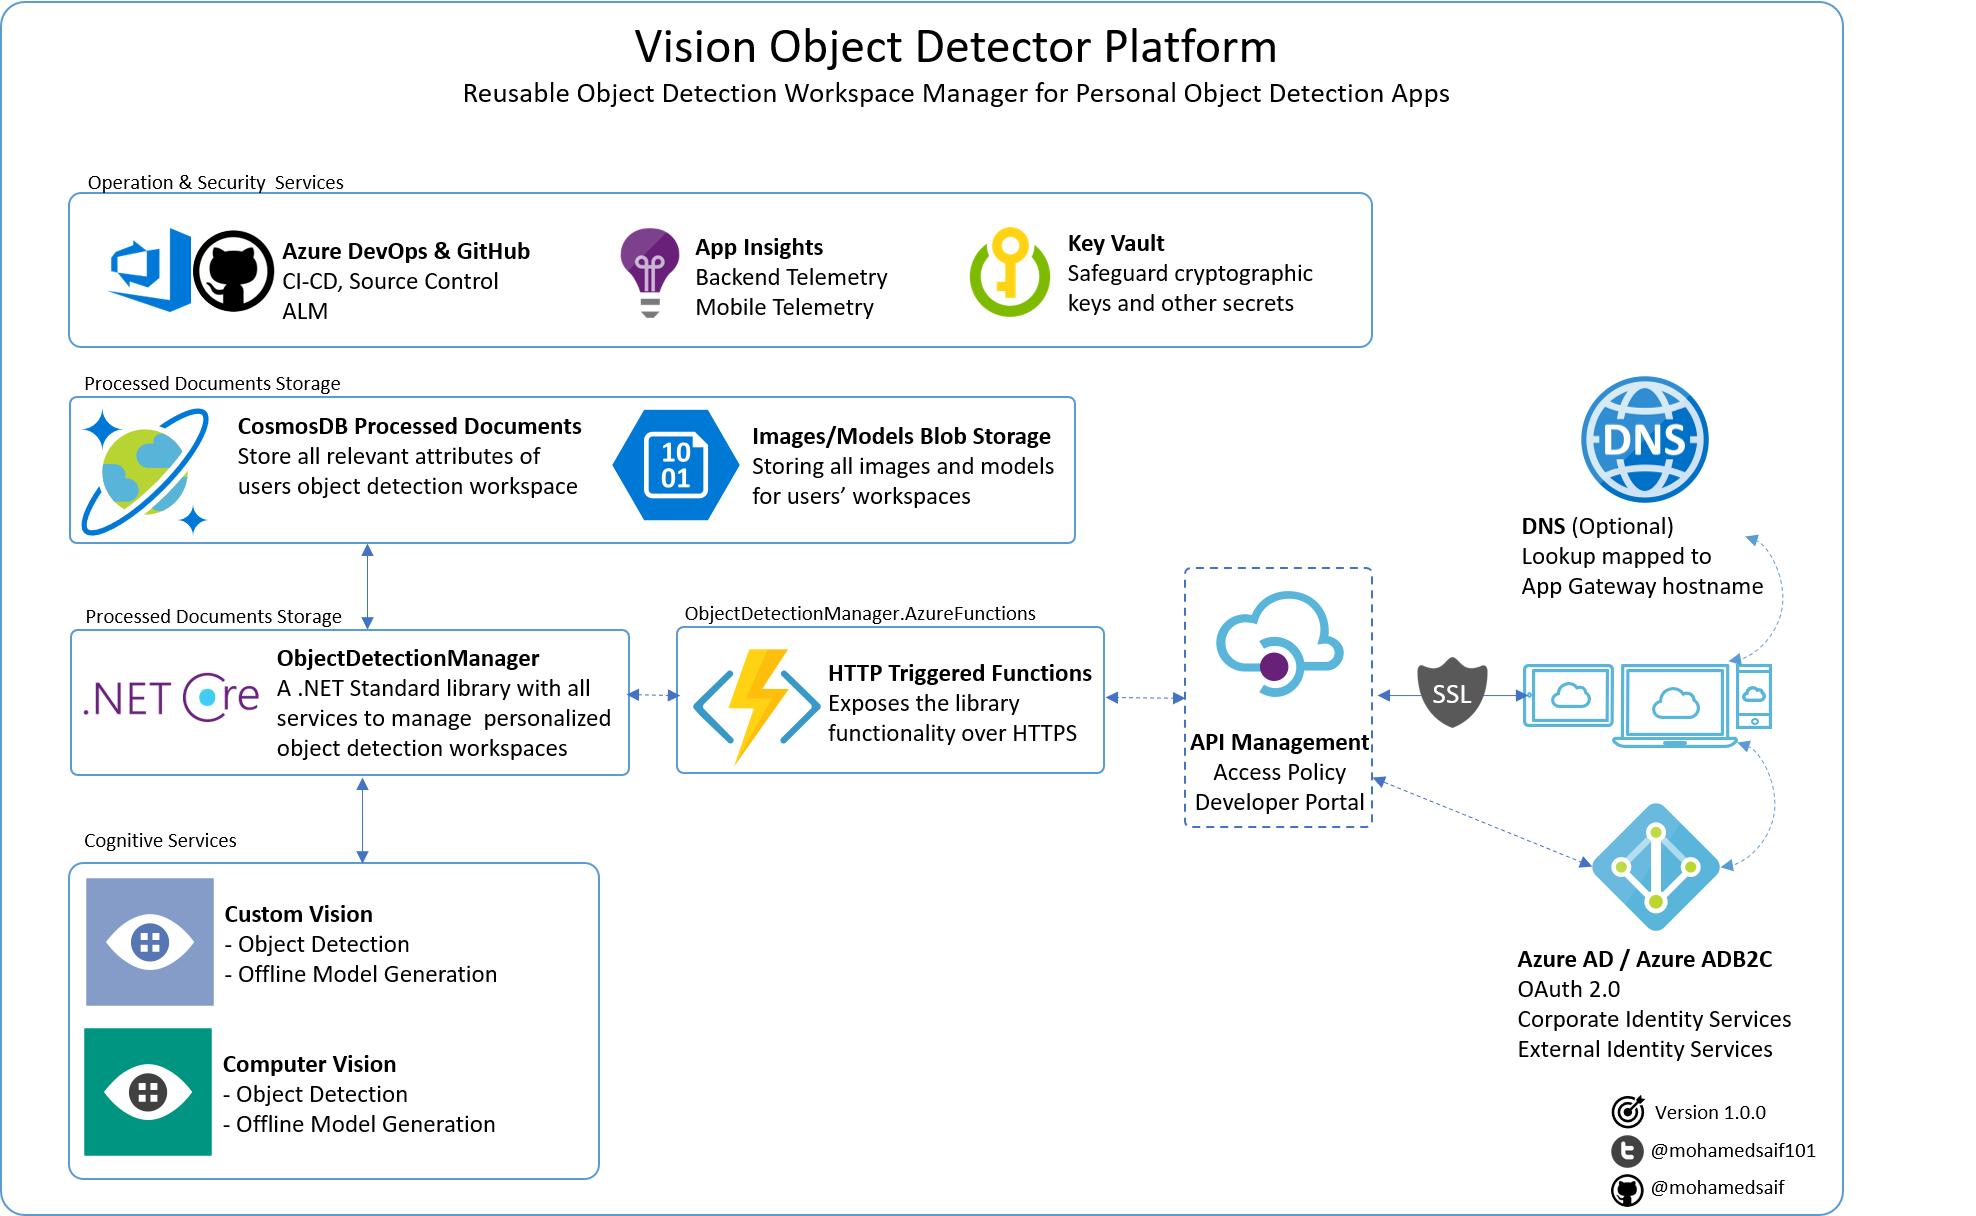 Vision Object Detector Platform
Reusable Object Detection Workspace Manager for Personal Object Detection Apps
Operation & Security  Services
Azure DevOps & GitHub
CI-CD, Source Control
ALM
App Insights
Backend Telemetry
Mobile Telemetry
Key Vault
Safeguard cryptographic
keys and other secrets
Processed Documents Storage
CosmosDB Processed Documents
Store all relevant attributes of
users object detection workspace
10
01
Images/Models Blob Storage
Storing all images and models
for users’ workspaces
DNS
DNS (Optional)
Lookup mapped to
App Gateway hostname
Processed Documents Storage
.NET Core
ObjectDetectionManager
A .NET Standard library with all
services to manage  personalized
object detection workspaces
ObjectDetectionManager.AzureFunctions
HTTP Triggered Functions
Exposes the library
functionality over HTTPS
API Management
Access Policy
Developer Portal
SSL
Cognitive Services
Custom Vision
- Object Detection
- Offline Model Generation
Computer Vision
- Object Detection
- Offline Model Generation
Azure AD / Azure ADB2C
OAuth 2.0
Corporate Identity Services
External Identity Services
Version 1.0.0
@mohamedsaif101
@mohamedsaif